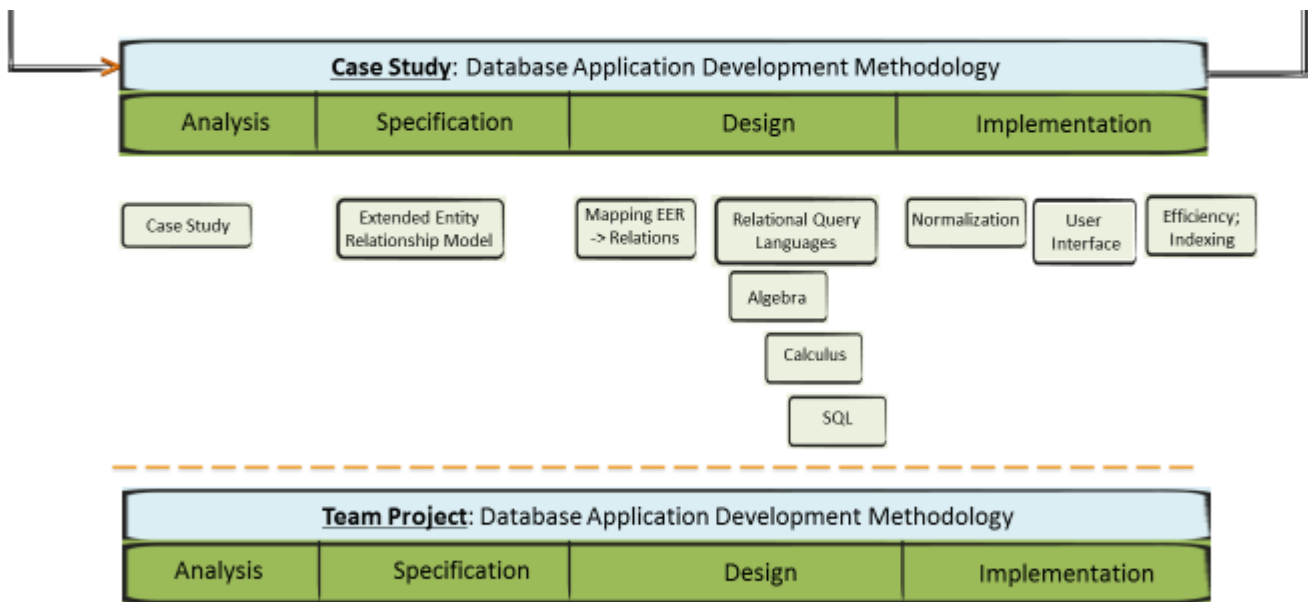 Case Study: Database Application Development Methodology
Analysis
Specification
Design
Implementation
Case Study
Extended Entity
Relationship Model
Mapping EER
-> Relations
Relational Query
Languages
Algebra
Calculus
SQL
Normalization
User
Interface
Efficiency;
Indexing
Team Project: Database Application Development Methodology
Analysis
Specification
Design
Implementation